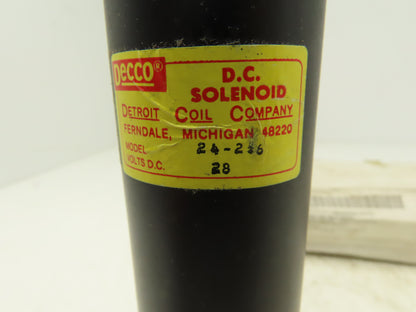 Decco®
D.C.
SOLENOID
DETROIT COIL COMPANY
FERNDALE, MICHIGAN 48220
MODEL 24-236
VOLTS D.C. 28